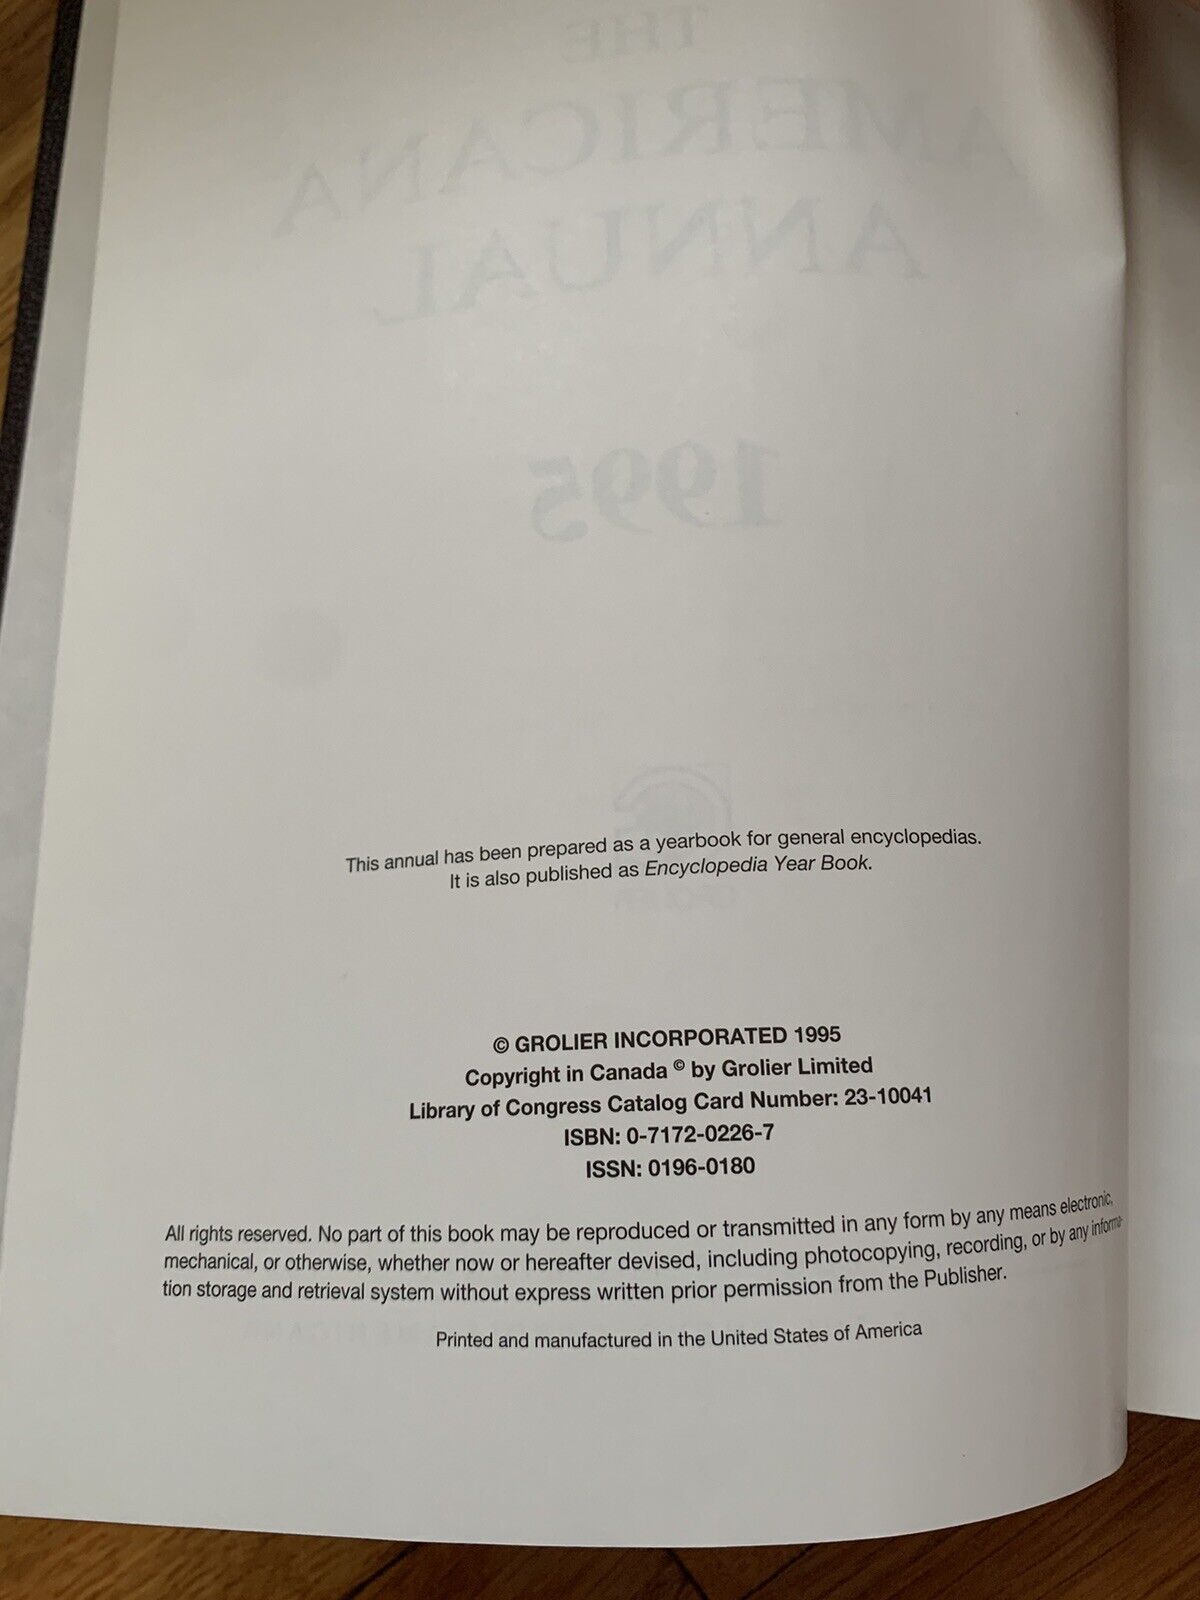 THE
AMERICANA
ANNUAL
1995
This annual has been prepared as a yearbook for general encyclopedias.
It is also published as Encyclopedia Year Book.
© GROLIER INCORPORATED 1995
Copyright in Canada © by Grolier Limited
Library of Congress Catalog Card Number: 23-10041
ISBN: 0-7172-0226-7
ISSN: 0196-0180
All rights reserved. No part of this book may be reproduced or transmitted in any form by any means electronic,
mechanical, or otherwise, whether now or hereafter devised, including photocopying, recording, or by any informa-
tion storage and retrieval system without express written prior permission from the Publisher.
Printed and manufactured in the United States of America